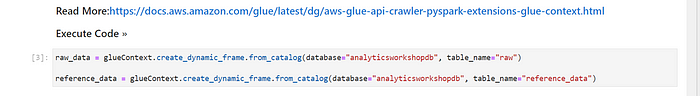 Read More:https://docs.aws.amazon.com/glue/latest/dg/aws-glue-api-crawler-pyspark-extensions-glue-context.html
Execute Code »
[3]: raw_data = glueContext.create_dynamic_frame.from_catalog(database="analyticsworkshopdb", table_name="raw")
reference_data = glueContext.create_dynamic_frame.from_catalog(database="analyticsworkshopdb", table_name="reference_data")